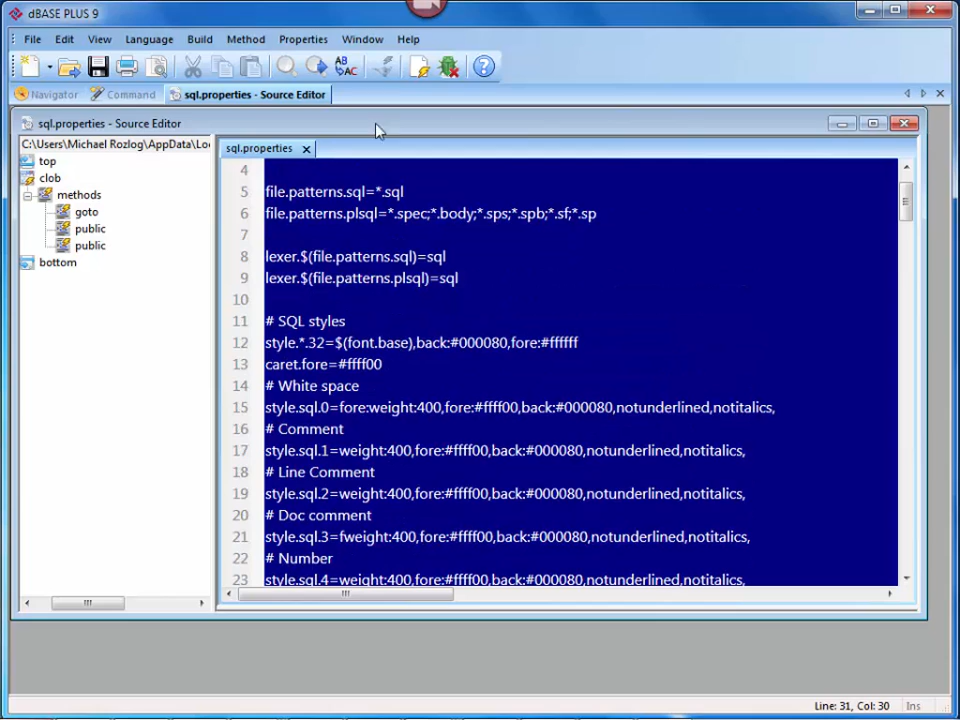 dBASE PLUS 9
File Edit View Language Build Method Properties Window Help
AB
AC
Navigator Command sql.properties - Source Editor
sql.properties - Source Editor
C:\Users\Michael Rozlog\AppData\Loc
top
clob
methods
goto
public
public
bottom
sql.properties
4
5 file.patterns.sql=*.sql
6 file.patterns.plsql=*.spec;*.body;*.sps;*.spb;*.sf;*.sp
7
8 lexer.$(file.patterns.sql)=sql
9 lexer.$(file.patterns.plsql)=sql
10
11 # SQL styles
12 style.*.32=$(font.base),back:#000080,fore:#ffffff
13 caret.fore=#ffff00
14 # White space
15 style.sql.0=fore:weight:400,fore:#ffff00,back:#000080,notunderlined,notitalics,
16 # Comment
17 style.sql.1=weight:400,fore:#ffff00,back:#000080,notunderlined,notitalics,
18 # Line Comment
19 style.sql.2=weight:400,fore:#ffff00,back:#000080,notunderlined,notitalics,
20 # Doc comment
21 style.sql.3=fweight:400,fore:#ffff00,back:#000080,notunderlined,notitalics,
22 # Number
23 style.sql.4=weight:400,fore:#ffff00,back:#000080,notunderlined,notitalics,
Line: 31, Col: 30 Ins